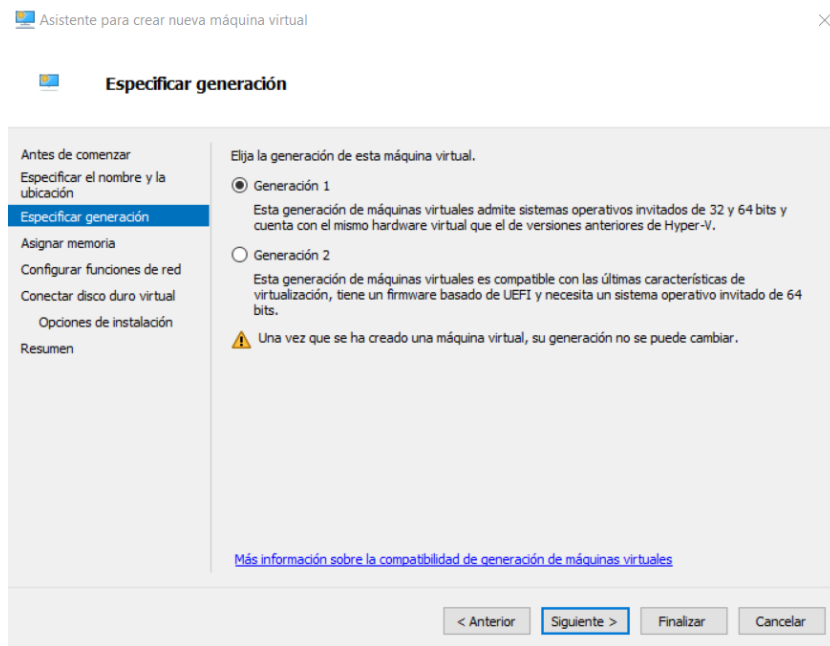 Asistente para crear nueva máquina virtual
Especificar generación
Antes de comenzar
Especificar el nombre y la
ubicación
Especificar generación
Asignar memoria
Configurar funciones de red
Conectar disco duro virtual
Opciones de instalación
Resumen
Elija la generación de esta máquina virtual.
Generación 1
Esta generación de máquinas virtuales admite sistemas operativos invitados de 32 y 64 bits y
cuenta con el mismo hardware virtual que el de versiones anteriores de Hyper-V.
Generación 2
Esta generación de máquinas virtuales es compatible con las últimas características de
virtualización, tiene un firmware basado de UEFI y necesita un sistema operativo invitado de 64
bits.
Una vez que se ha creado una máquina virtual, su generación no se puede cambiar.
Más información sobre la compatibilidad de generación de máquinas virtuales
< Anterior
Siguiente >
Finalizar
Cancelar